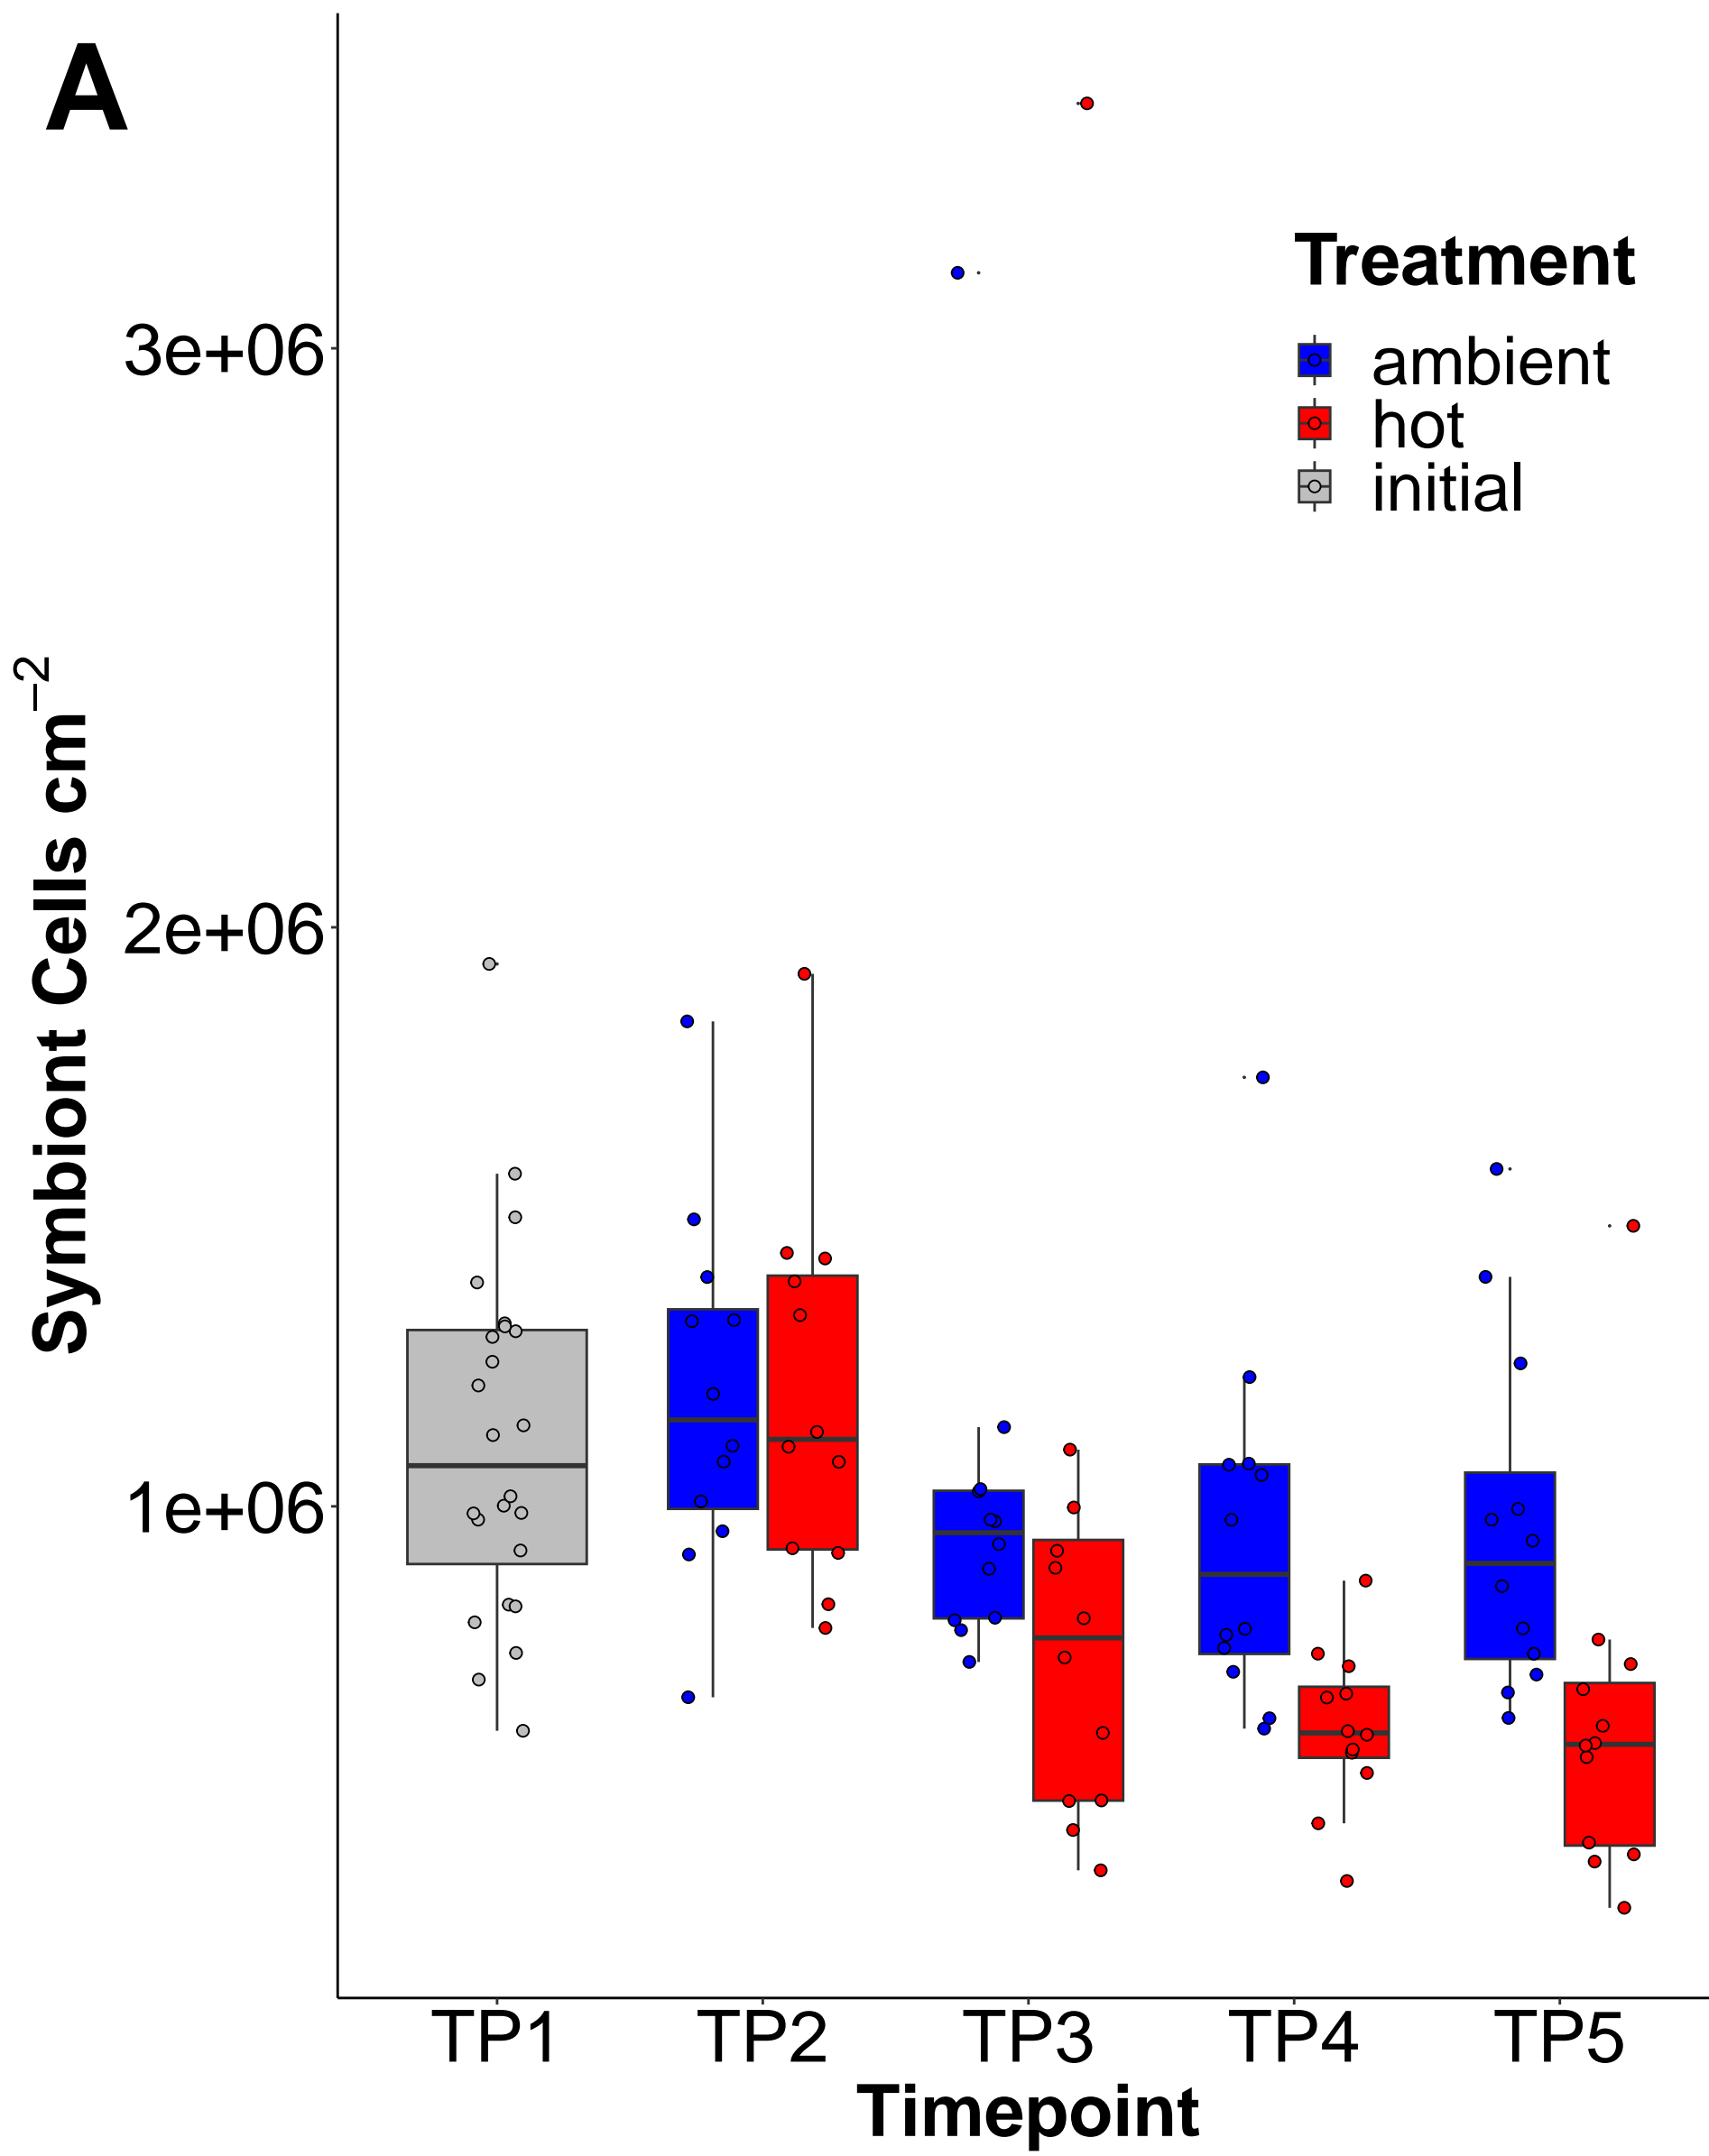 A
Treatment
ambient
hot
initial
3e+06
2e+06
1e+06
Symbiont Cells cm⁻²
TP1 TP2 TP3 TP4 TP5
Timepoint